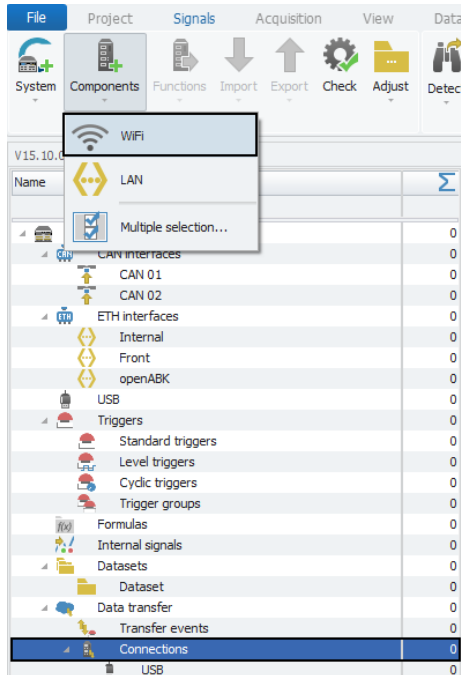 File Project Signals Acquisition View Data
System Components Functions Import Export Check Adjust Detec
WiFi
V15.10.0
LAN
Name Σ
Multiple selection...
0
CAN interfaces 0
CAN 01 0
CAN 02 0
ETH interfaces 0
Internal 0
Front 0
openABK 0
USB 0
Triggers 0
Standard triggers 0
Level triggers 0
Cyclic triggers 0
Trigger groups 0
f(x) Formulas 0
Internal signals 0
Datasets 0
Dataset 0
Data transfer 0
Transfer events 0
Connections 0
USB 0